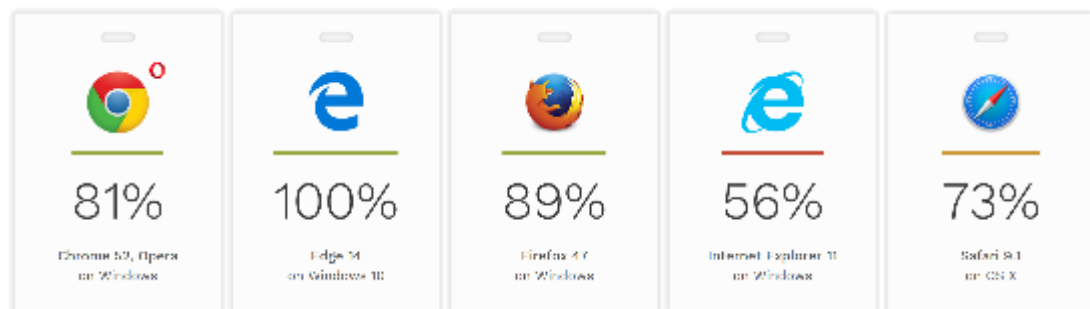 81%
Chrome 52, Opera
on Windows
100%
Edge 14
on Windows 10
89%
Firefox 47
on Windows
56%
Internet Explorer 11
on Windows
73%
Safari 9.1
on OS X